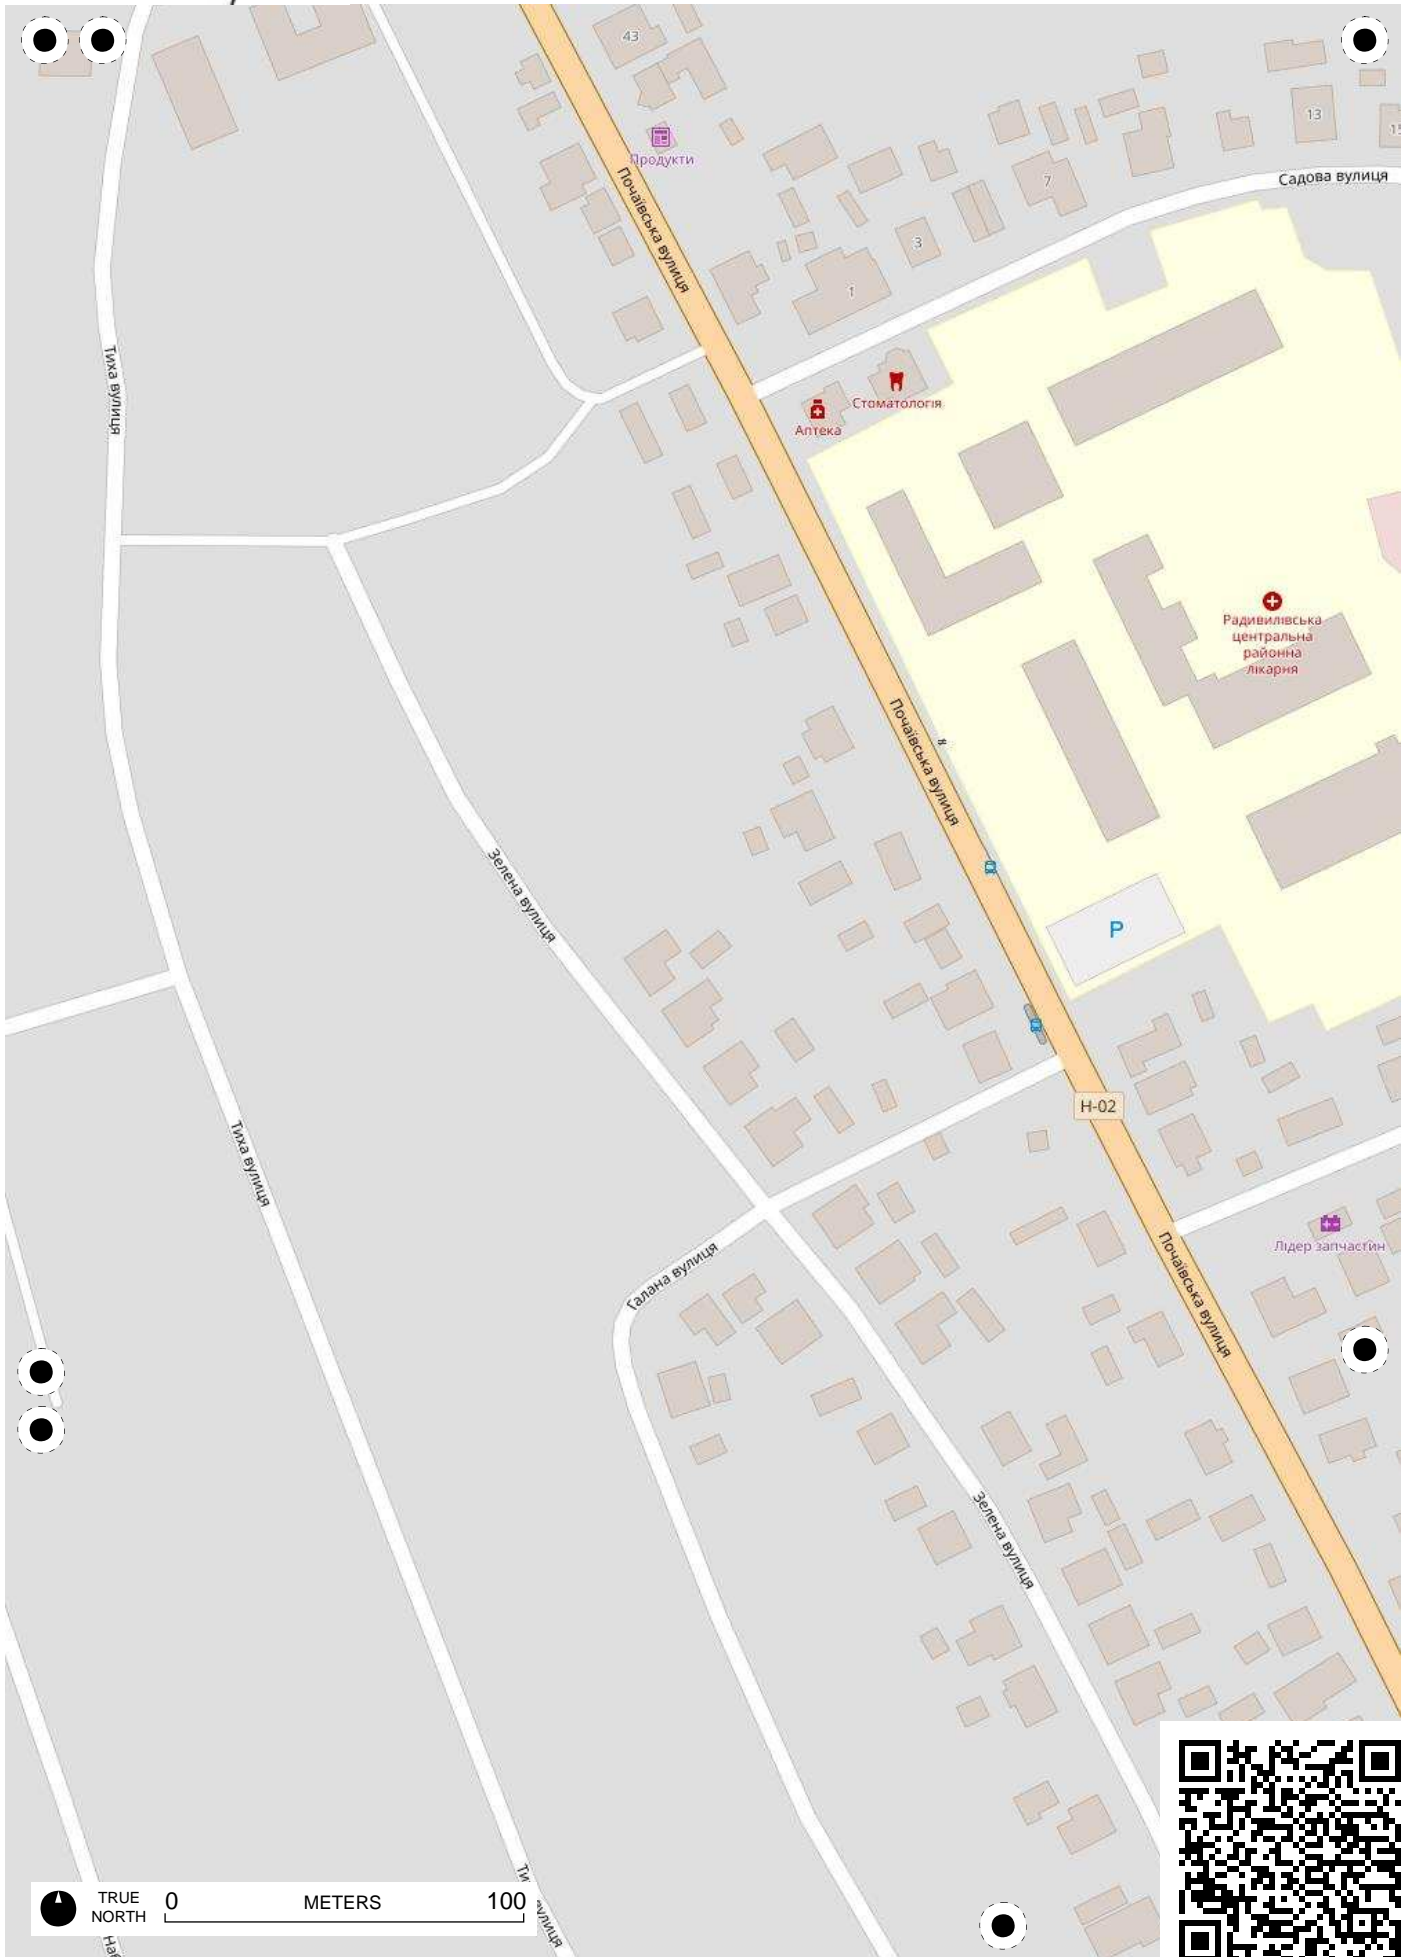 43
Продукти
13
Садова вулиця
7
3
1
Почаївська вулиця
Тиха вулиця
Стоматологія
Аптека
Радивилівська
центральна
районна
лікарня
Почаївська вулиця
Зелена вулиця
P
H-02
Тиха вулиця
Лідер запчастин
Галана вулиця
Почаївська вулиця
Зелена вулиця
TRUE
NORTH
0
METERS
100